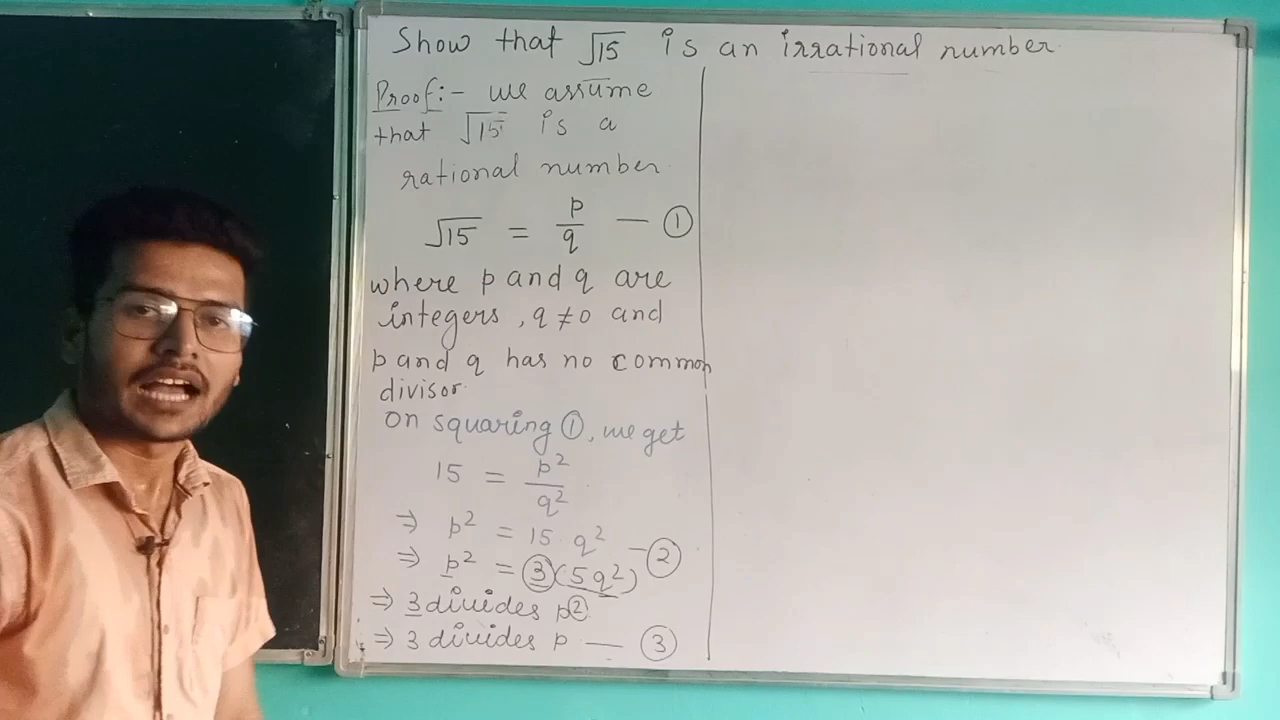 Show that √15 is an irrational number
Proof:- we assume
that √15 is a
rational number
√15 = p/q — ①
where p and q are
integers, q ≠ 0 and
p and q has no common
divisor.
on squaring ①, we get
15 = p²/q²
⇒ p² = 15 q²
⇒ p² = 3(5q²) — ②
⇒ 3 divides p²
⇒ 3 divides p — ③